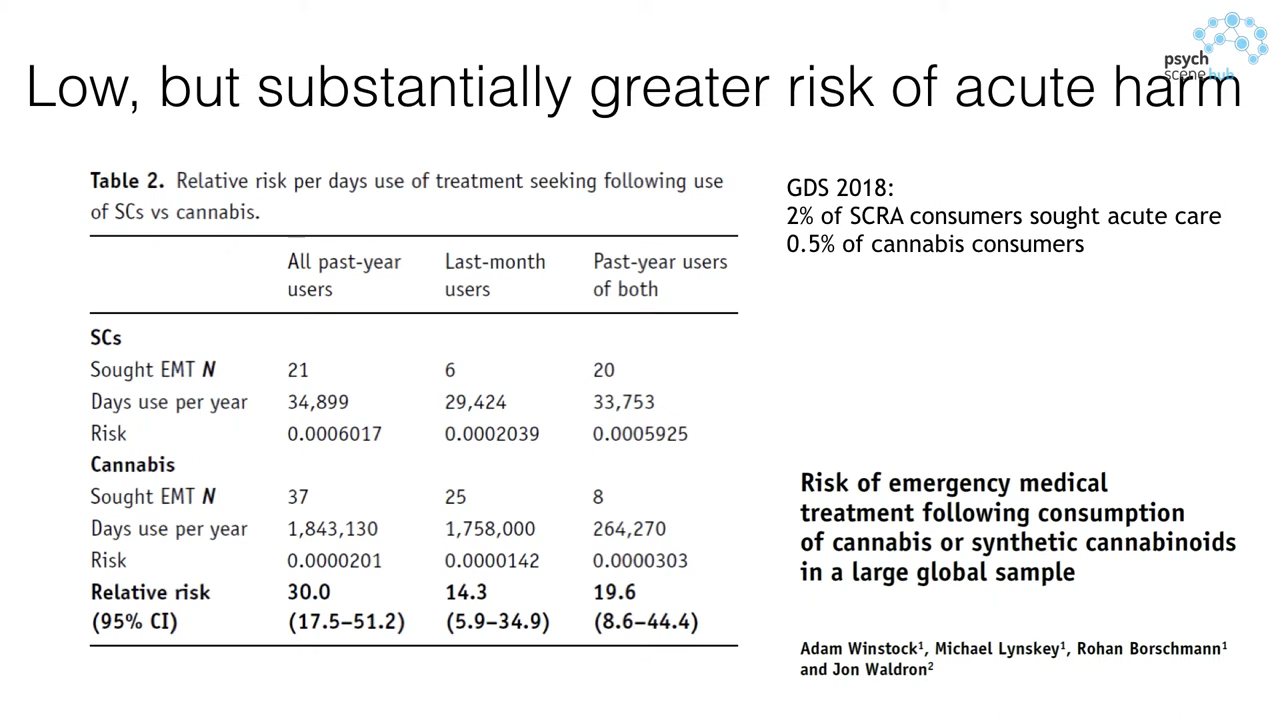 psych
scene hub
Low, but substantially greater risk of acute harm
Table 2. Relative risk per days use of treatment seeking following use
of SCs vs cannabis.
All past-year users Last-month users Past-year users of both
SCs
Sought EMT N 21 6 20
Days use per year 34,899 29,424 33,753
Risk 0.0006017 0.0002039 0.0005925
Cannabis
Sought EMT N 37 25 8
Days use per year 1,843,130 1,758,000 264,270
Risk 0.0000201 0.0000142 0.0000303
Relative risk 30.0 14.3 19.6
(95% CI) (17.5–51.2) (5.9–34.9) (8.6–44.4)
GDS 2018:
2% of SCRA consumers sought acute care
0.5% of cannabis consumers
Risk of emergency medical
treatment following consumption
of cannabis or synthetic cannabinoids
in a large global sample
Adam Winstock¹, Michael Lynskey¹, Rohan Borschmann¹
and Jon Waldron²